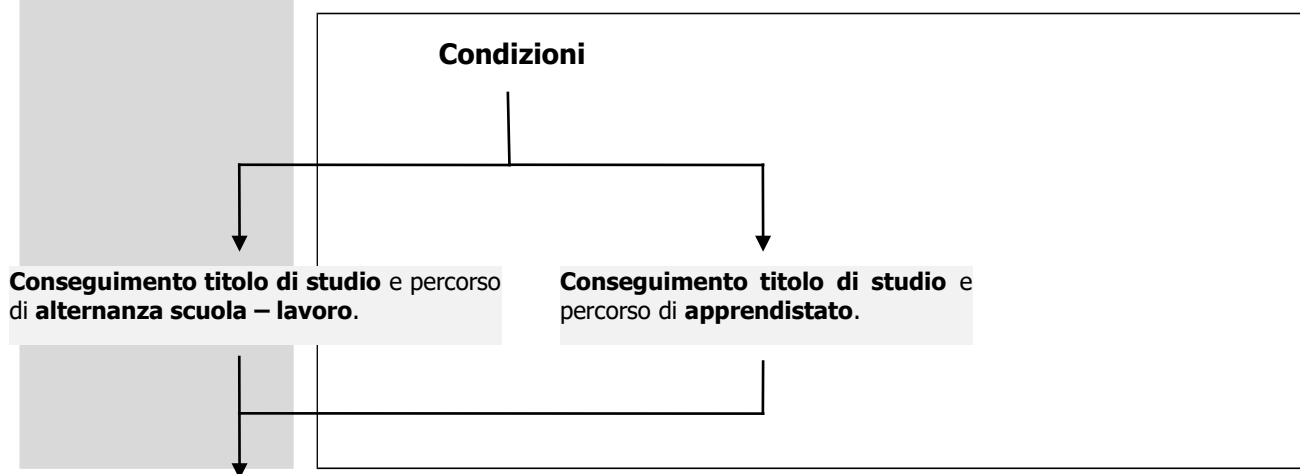 Condizioni
Conseguimento titolo di studio e percorso
di alternanza scuola – lavoro.
Conseguimento titolo di studio e
percorso di apprendistato.